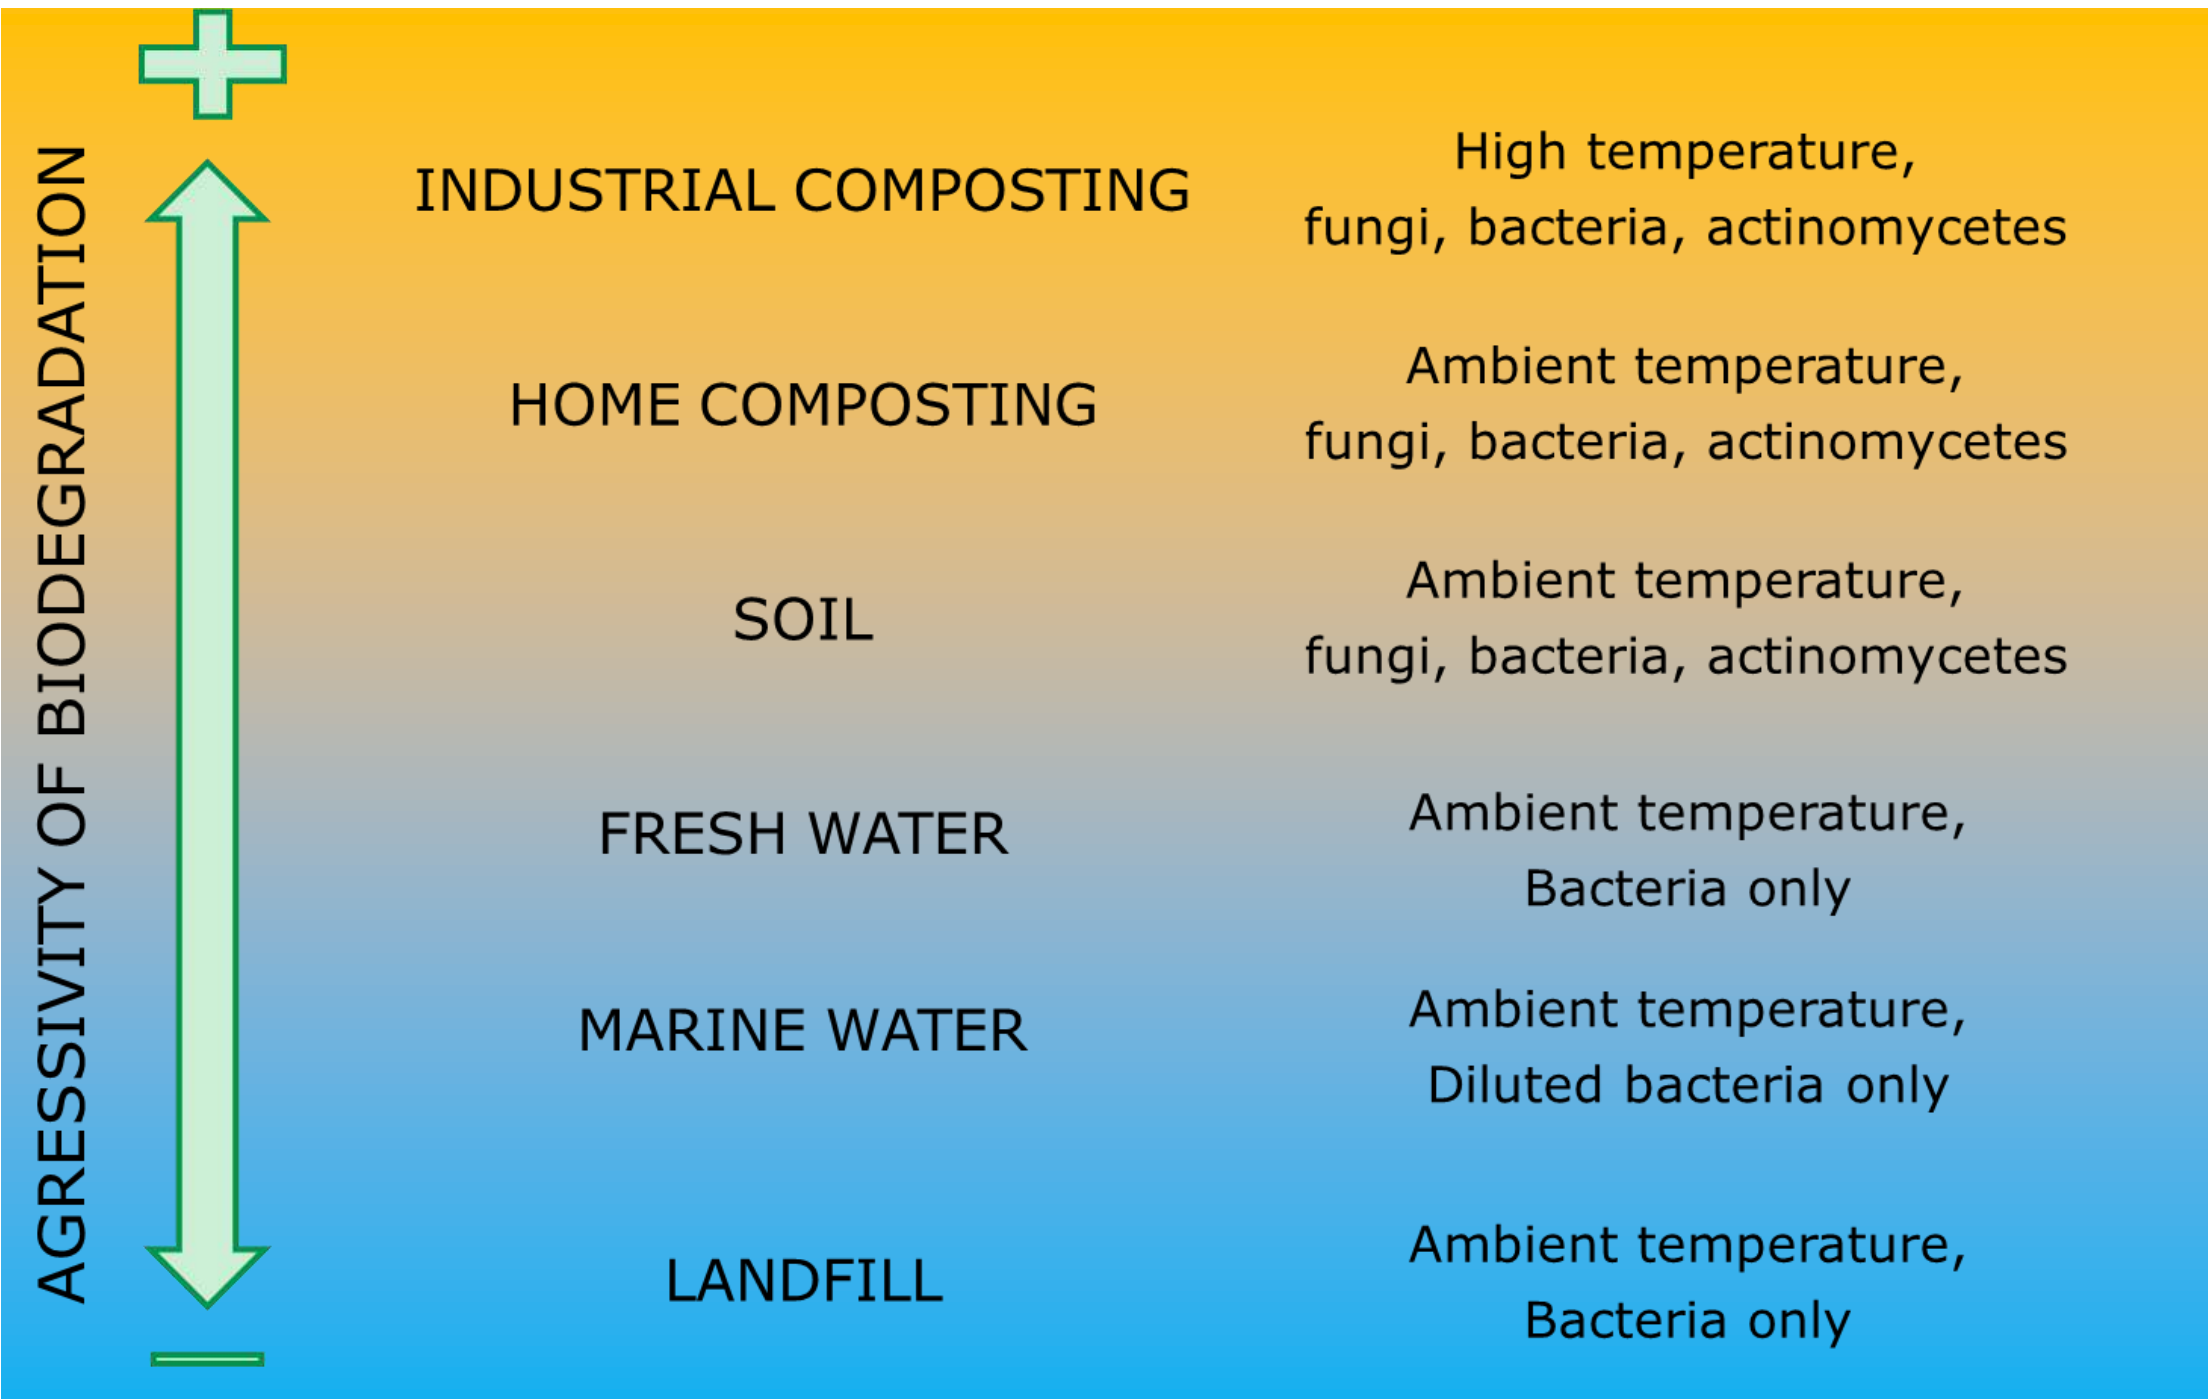 AGRESSIVITY OF BIODEGRADATION
INDUSTRIAL COMPOSTING
High temperature,
fungi, bacteria, actinomycetes
HOME COMPOSTING
Ambient temperature,
fungi, bacteria, actinomycetes
SOIL
Ambient temperature,
fungi, bacteria, actinomycetes
FRESH WATER
Ambient temperature,
Bacteria only
MARINE WATER
Ambient temperature,
Diluted bacteria only
LANDFILL
Ambient temperature,
Bacteria only